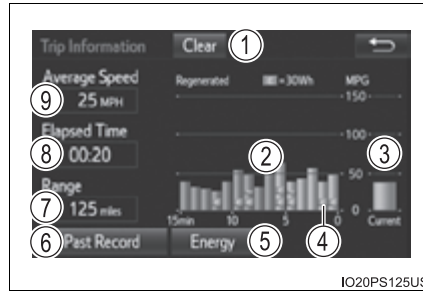 Trip Information Clear 1
Average Speed Regenerated = 30Wh MPG
9 25 MPH 150
100
Elapsed Time
8 00:20 2 3
50
Range
7 125 miles 0
15min 10 5 0 Current
6 Past Record Energy 5 4
IO20PS125US